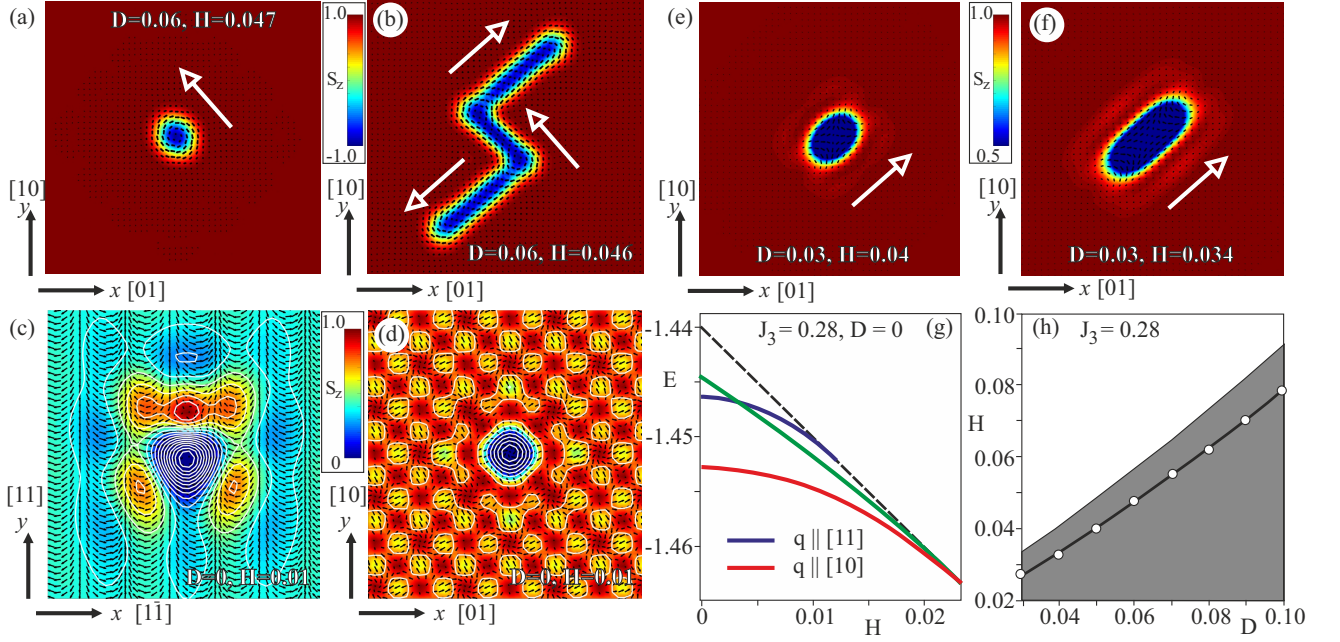 (a)
D=0.06, H=0.047
1.0
S_z
-1.0
[10]
y
x [01]
(b)
[10]
y
D=0.06, H=0.046
x [01]
(e)
[10]
y
D=0.03, H=0.04
x [01]
1.0
S_z
0.5
(f)
[10]
y
D=0.03, H=0.034
x [01]
(c)
1.0
S_z
0
[11]
y
D=0, H=0.01
x [1-1]
(d)
[10]
y
D=0, H=0.01
x [01]
(g)
J_3 = 0.28, D = 0
-1.44
E
-1.45
-1.46
q || [11]
q || [10]
0
0.01
0.02
H
(h)
J_3 = 0.28
0.10
0.08
H
0.06
0.04
0.02
0.04
0.06
0.08
D
0.10